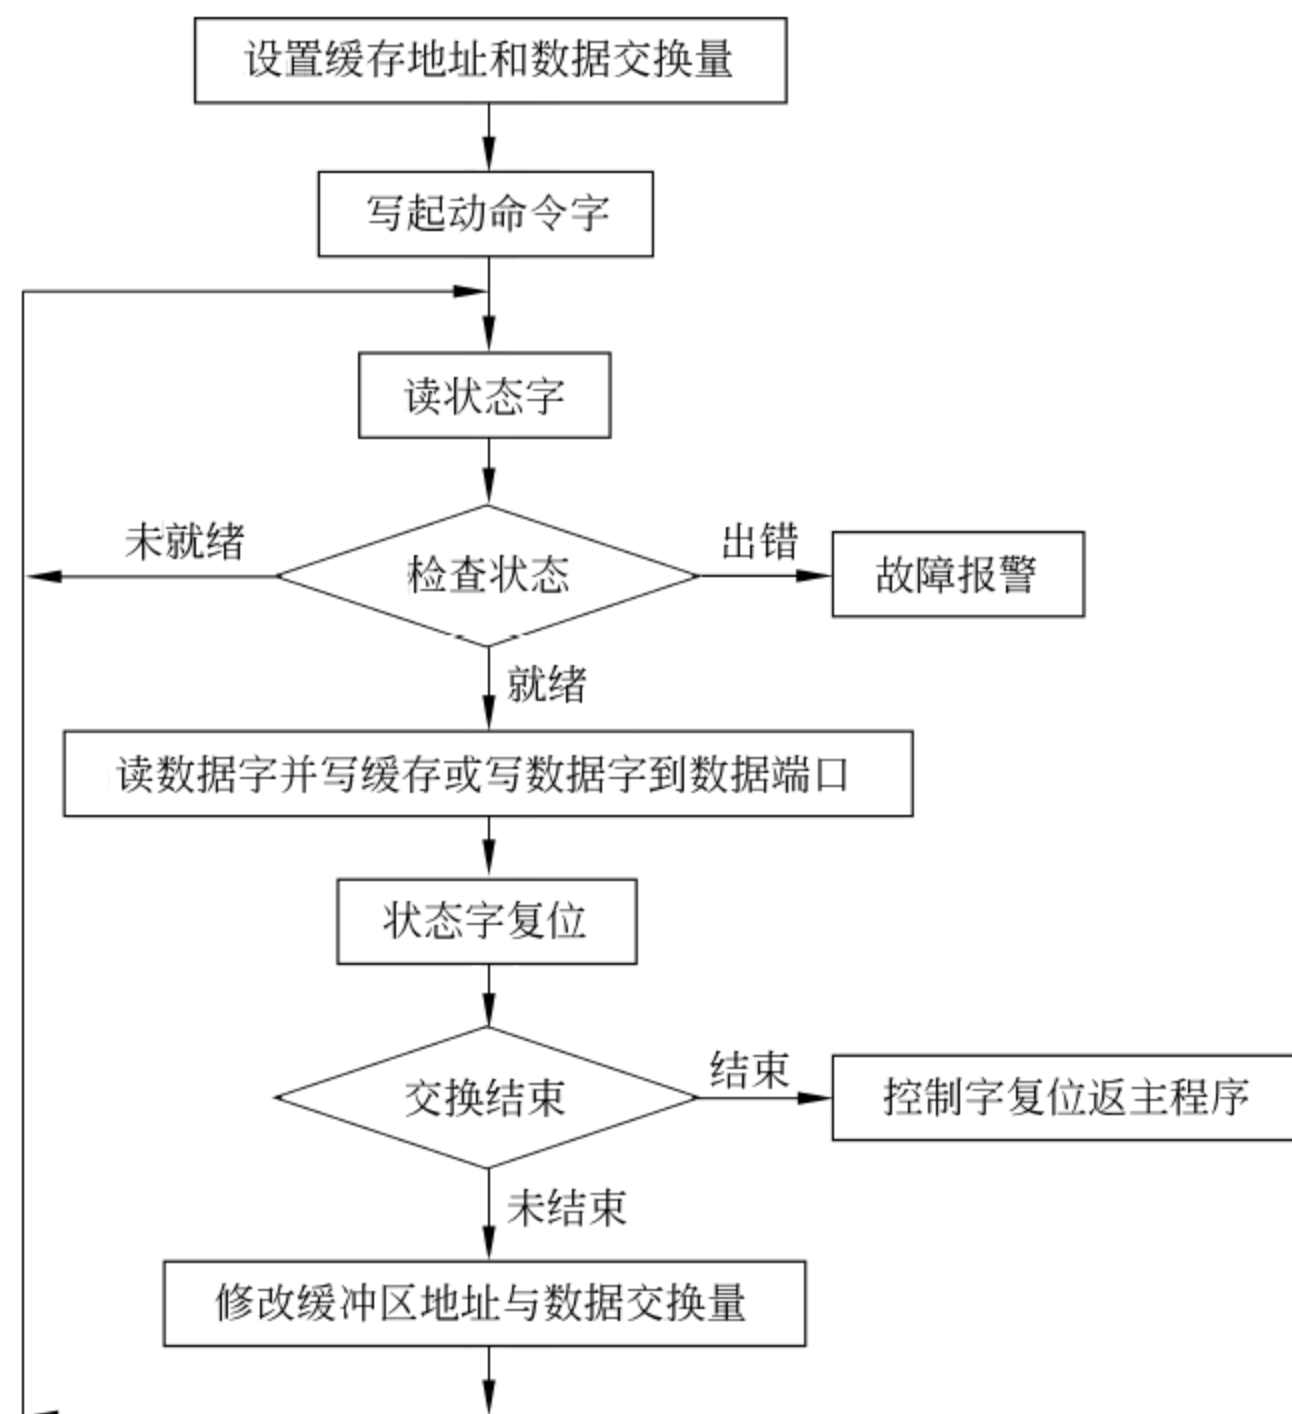 设置缓存地址和数据交换量
写起动命令字
读状态字
未就绪
检查状态
出错
故障报警
就绪
读数据字并写缓存或写数据字到数据端口
状态字复位
交换结束
结束
控制字复位返主程序
未结束
修改缓冲区地址与数据交换量